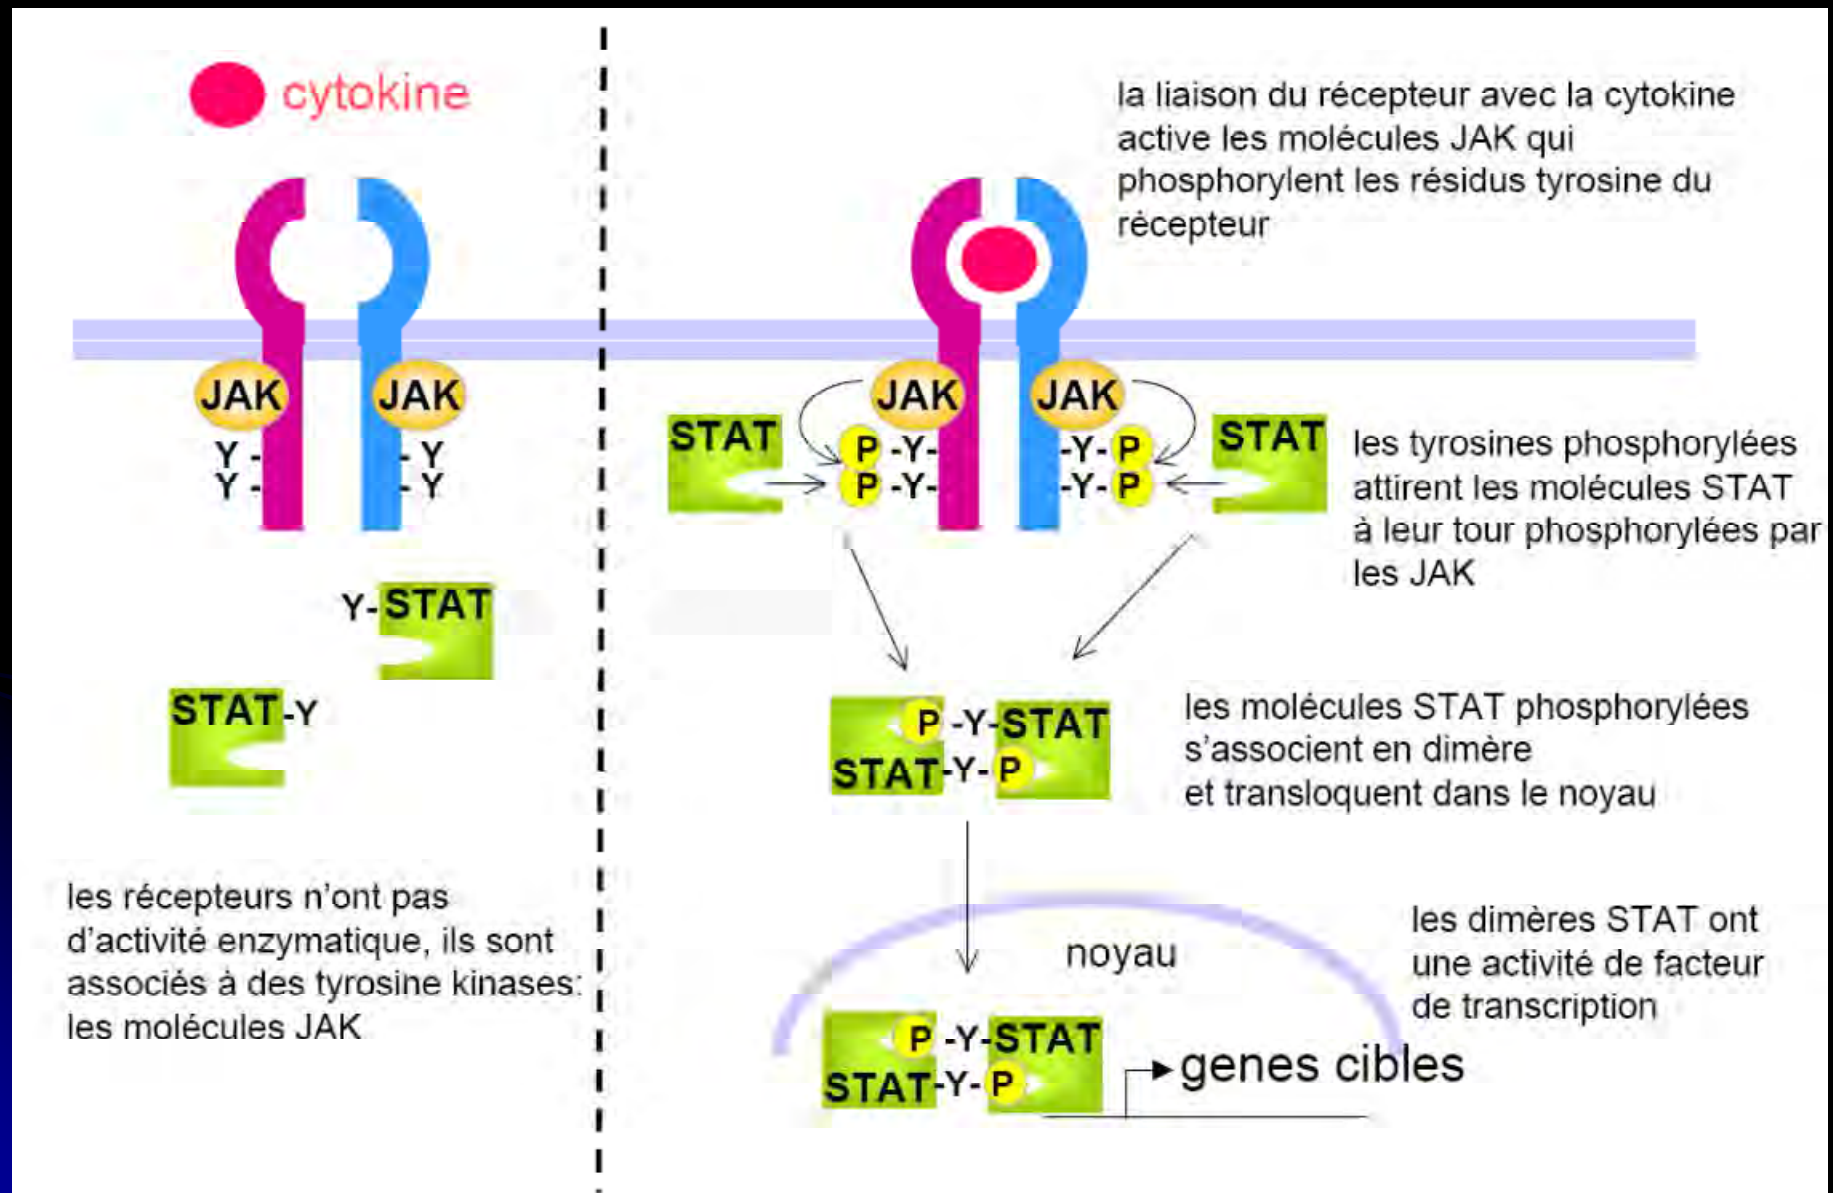 cytokine
JAK
JAK
Y -
- Y
Y -
- Y
Y-STAT
STAT-Y
les récepteurs n'ont pas
d'activité enzymatique, ils sont
associés à des tyrosine kinases:
les molécules JAK
la liaison du récepteur avec la cytokine
active les molécules JAK qui
phosphorylent les résidus tyrosine du
récepteur
JAK
JAK
STAT
P -Y-
-Y- P
STAT
P -Y-
-Y- P
les tyrosines phosphorylées
attirent les molécules STAT
à leur tour phosphorylées par
les JAK
P -Y-STAT
STAT-Y- P
les molécules STAT phosphorylées
s'associent en dimère
et transloquent dans le noyau
noyau
les dimères STAT ont
une activité de facteur
de transcription
P -Y-STAT
STAT-Y- P
genes cibles